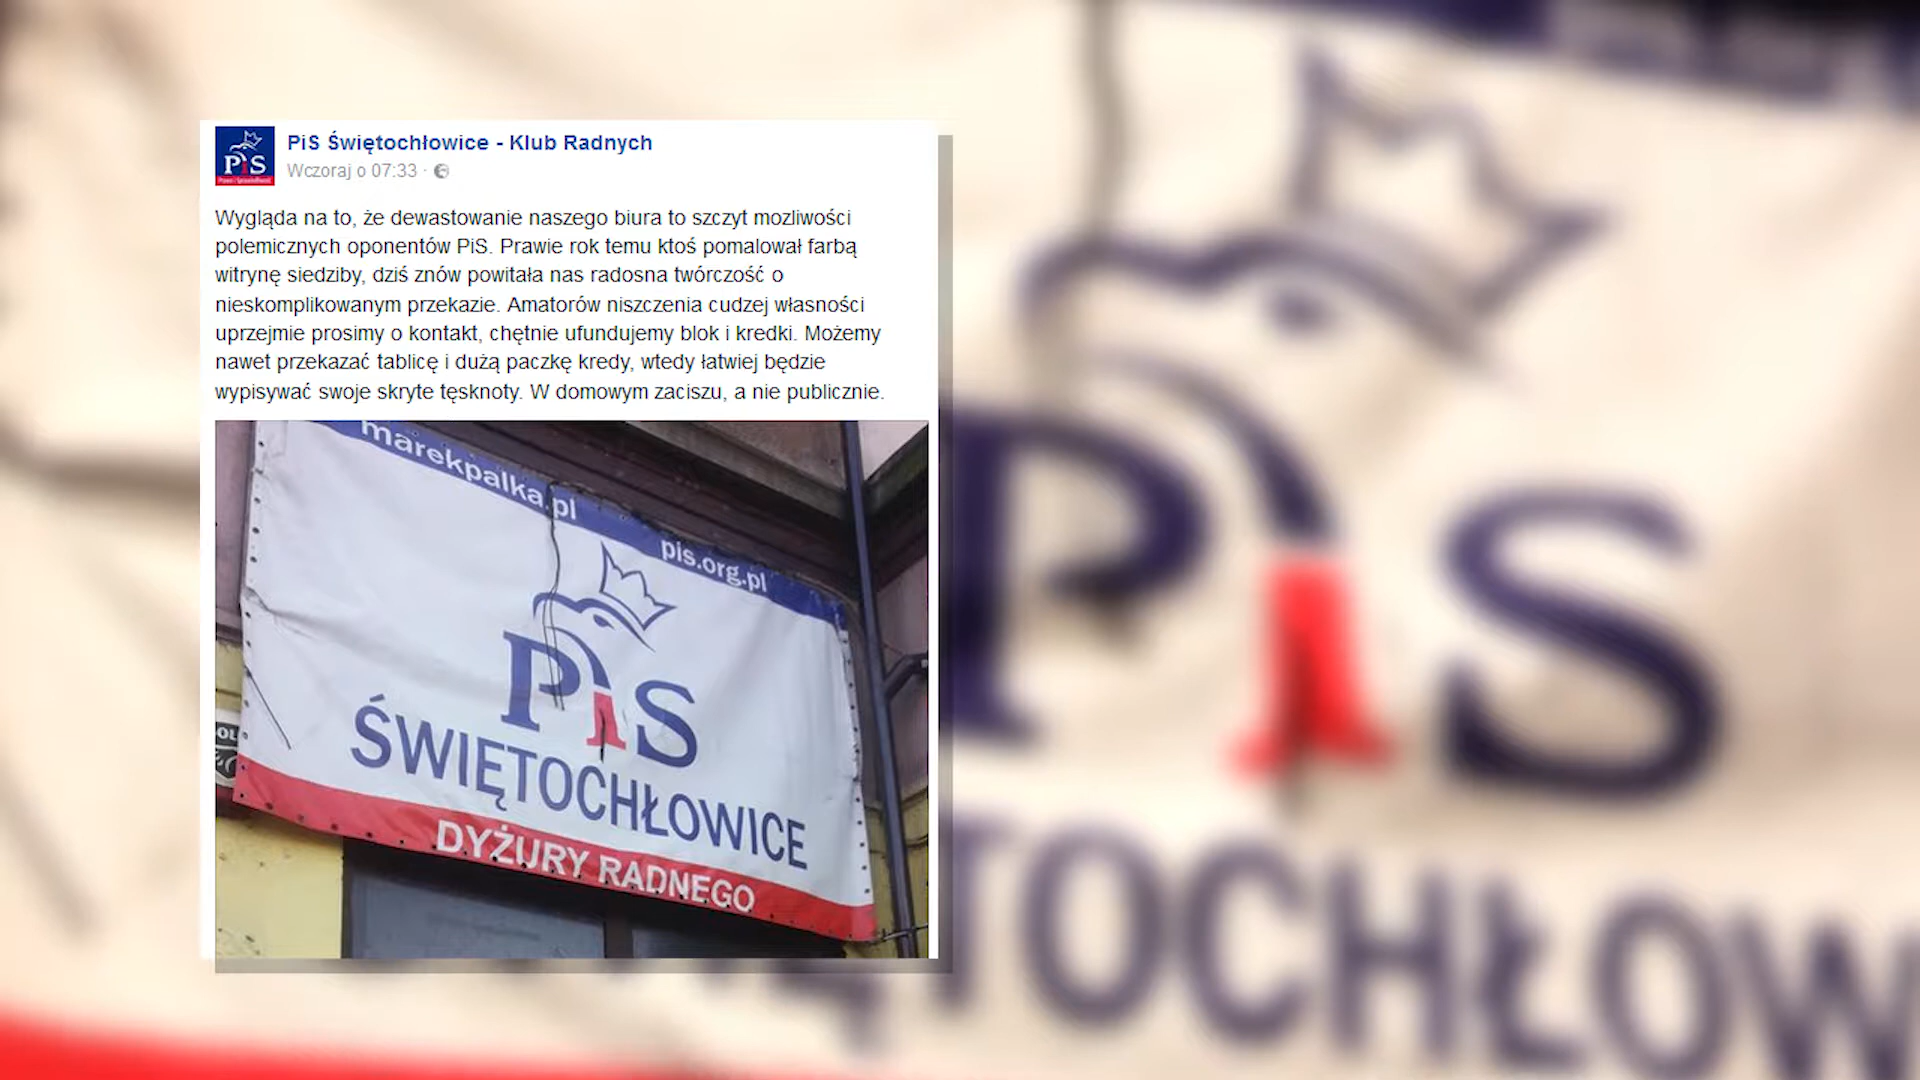 PiS Świętochłowice - Klub Radnych
Wczoraj o 07:33 ·
Wygląda na to, że dewastowanie naszego biura to szczyt mozliwości
polemicznych oponentów PiS. Prawie rok temu ktoś pomalował farbą
witrynę siedziby, dziś znów powitała nas radosna twórczość o
nieskomplikowanym przekazie. Amatorów niszczenia cudzej własności
uprzejmie prosimy o kontakt, chętnie ufundujemy blok i kredki. Możemy
nawet przekazać tablicę i dużą paczkę kredy, wtedy łatwiej będzie
wypisywać swoje skryte tęsknoty. W domowym zaciszu, a nie publicznie.
marekpalka.pl
pis.org.pl
PiS
ŚWIĘTOCHŁOWICE
DYŻURY RADNEGO
PiS
TOCHŁOW